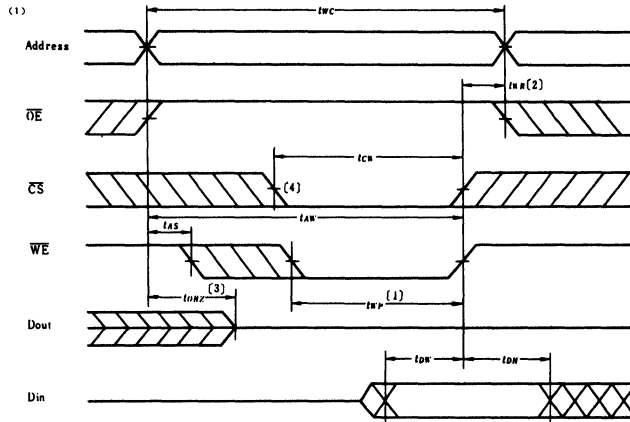 (1)
tWC
Address
tWR(2)
OE
tCW
CS
(4)
tAW
tAS
WE
(3)
tOHZ
(1)
tWP
Dout
tDW
tDH
Din